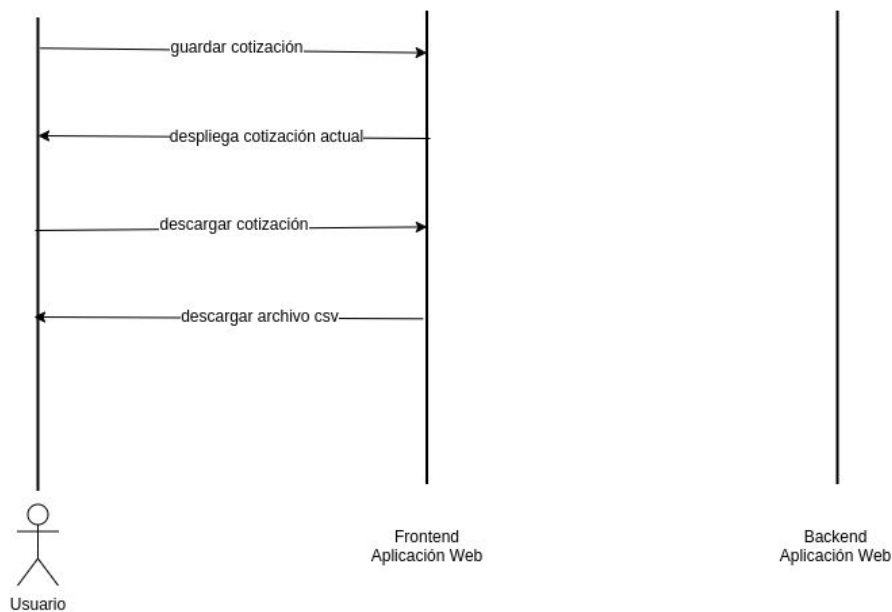 guardar cotización
despliega cotización actual
descargar cotización
descargar archivo csv
Frontend
Aplicación Web
Backend
Aplicación Web
Usuario